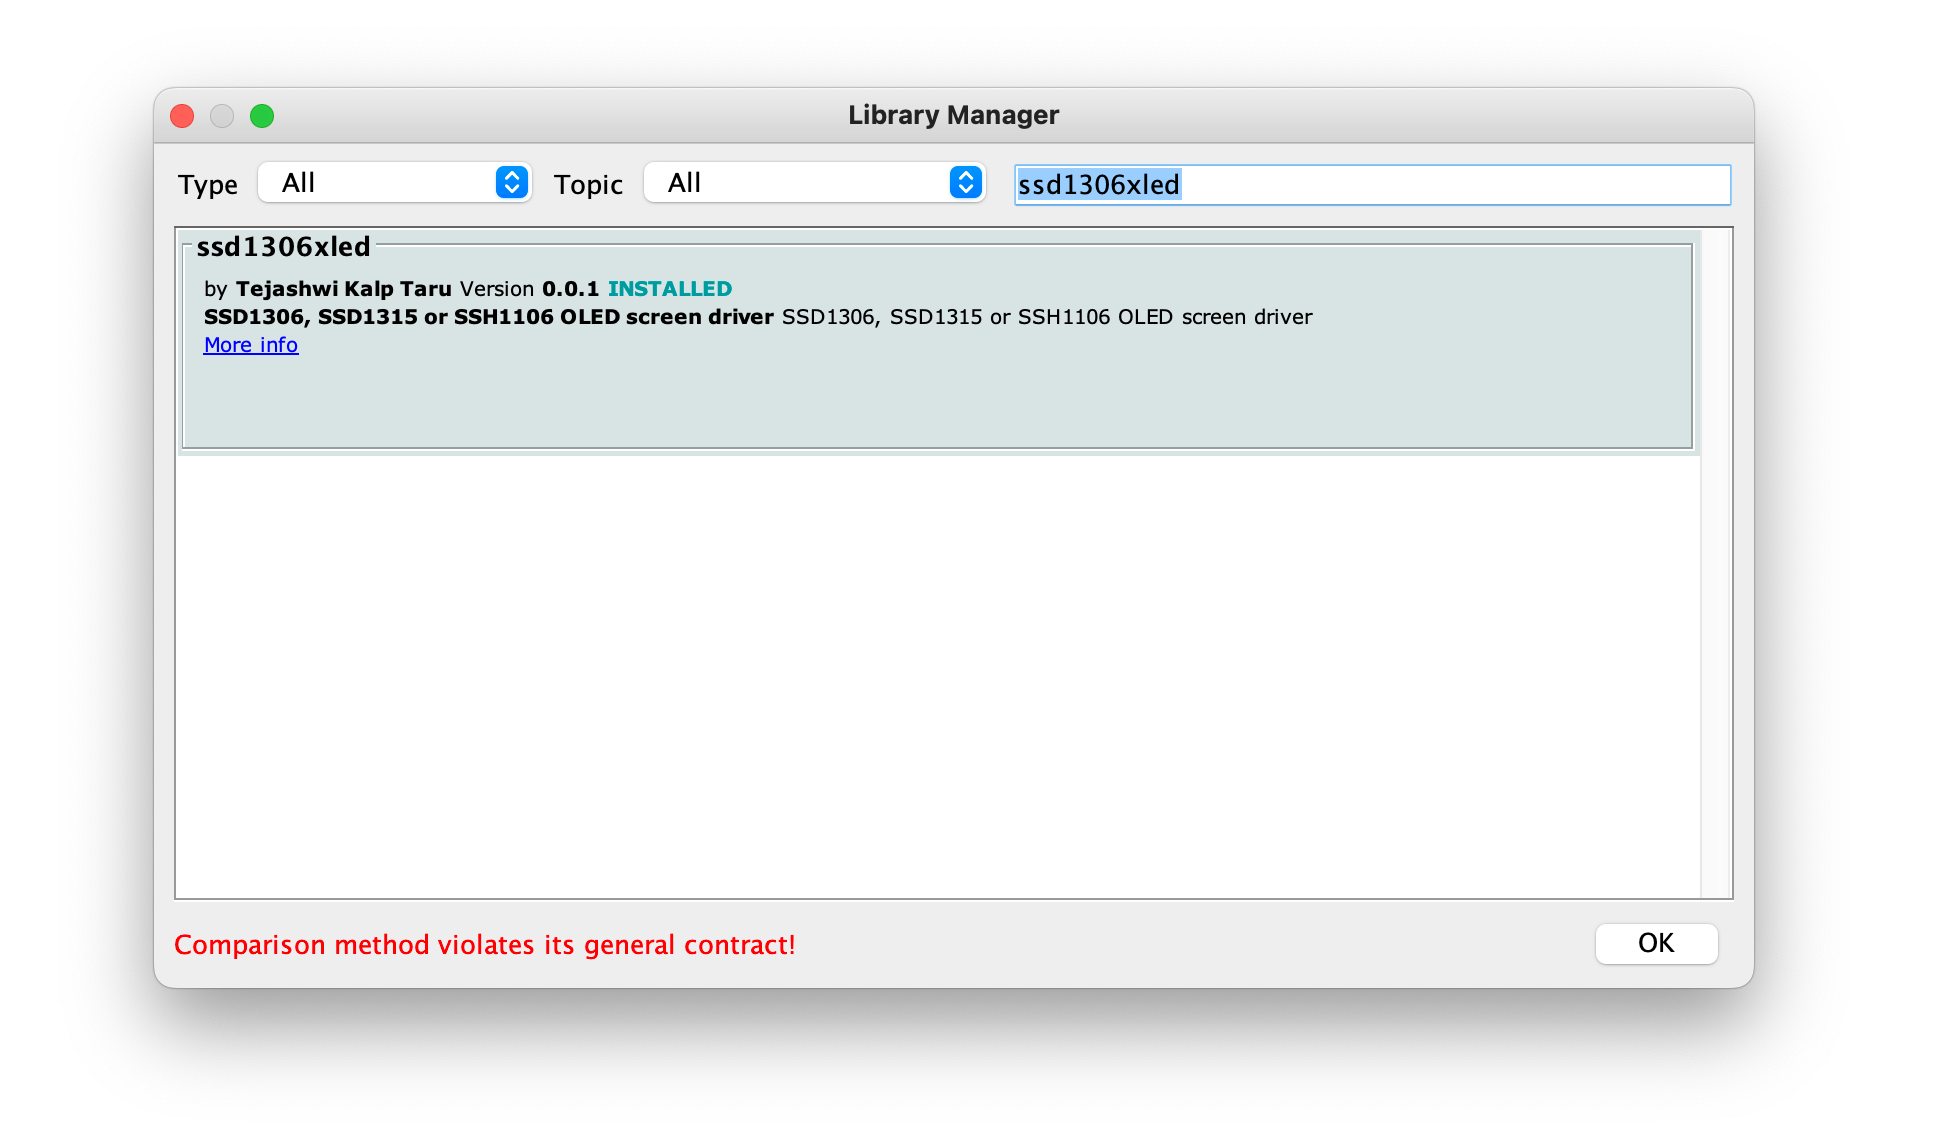 Library Manager
Type All Topic All ssd1306xled
ssd1306xled
by Tejashwi Kalp Taru Version 0.0.1 INSTALLED
SSD1306, SSD1315 or SSH1106 OLED screen driver SSD1306, SSD1315 or SSH1106 OLED screen driver
More info
Comparison method violates its general contract! OK